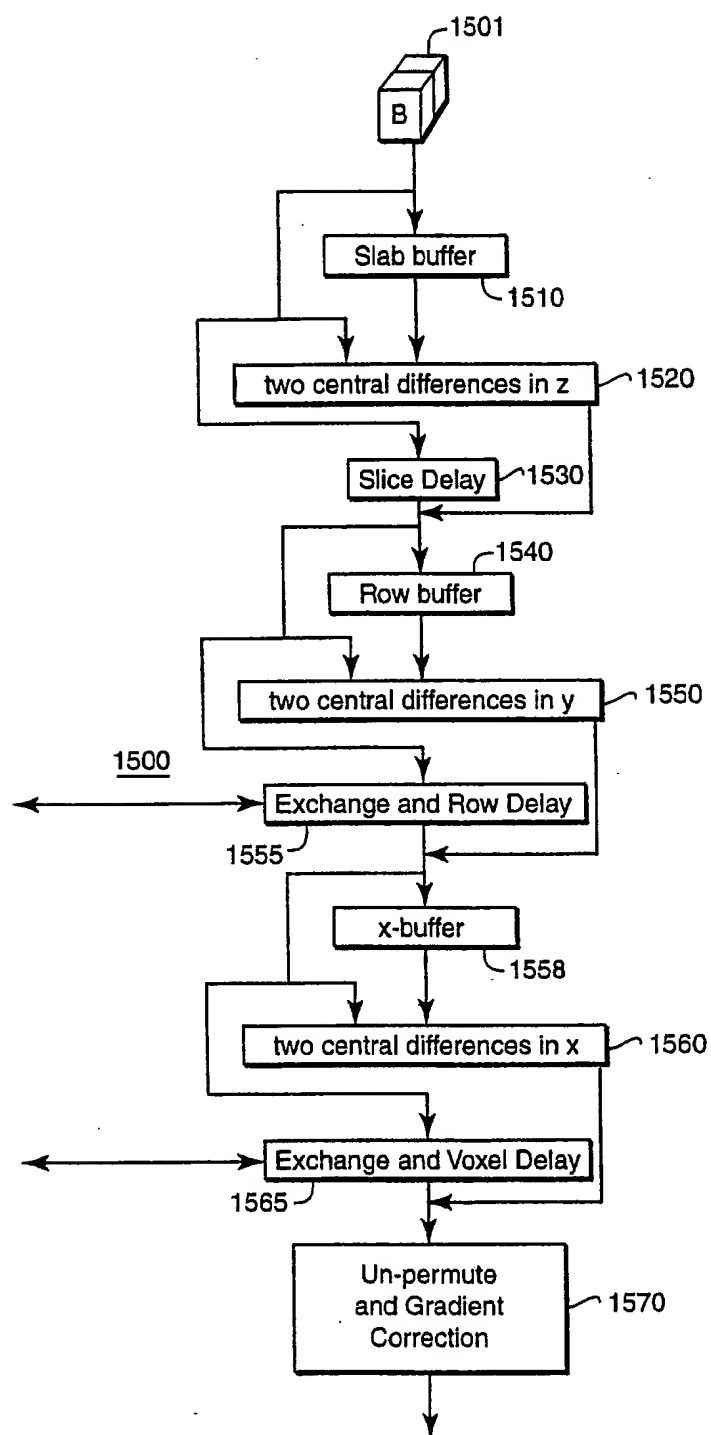 1501
B
Slab buffer
1510
two central differences in z
1520
Slice Delay
1530
1540
Row buffer
two central differences in y
1550
1500
Exchange and Row Delay
1555
x-buffer
1558
two central differences in x
1560
Exchange and Voxel Delay
1565
Un-permute
and Gradient
Correction
1570